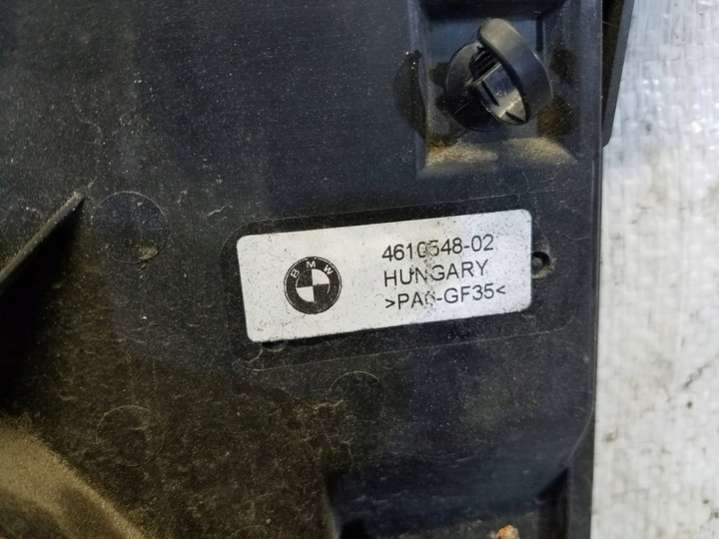 BMW
4610548-02
HUNGARY
>PA6-GF35<